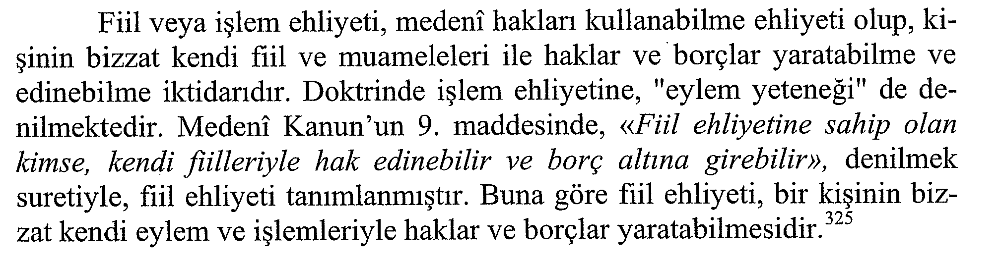 Fiil veya işlem ehliyeti, medenî hakları kullanabilme ehliyeti olup, ki-
şinin bizzat kendi fiil ve muameleleri ile haklar ve borçlar yaratabilme ve
edinebilme iktidarıdır. Doktrinde işlem ehliyetine, "eylem yeteneği" de de-
nilmektedir. Medenî Kanun’un 9. maddesinde, «Fiil ehliyetine sahip olan
kimse, kendi fiilleriyle hak edinebilir ve borç altına girebilir», denilmek
suretiyle, fiil ehliyeti tanımlanmıştır. Buna göre fiil ehliyeti, bir kişinin biz-
zat kendi eylem ve işlemleriyle haklar ve borçlar yaratabilmesidir.325